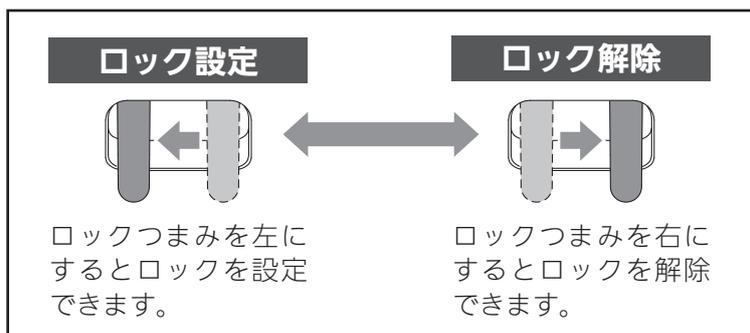 ロック設定
ロックつまみを左に
するとロックを設定
できます。
ロック解除
ロックつまみを右に
するとロックを解除
できます。